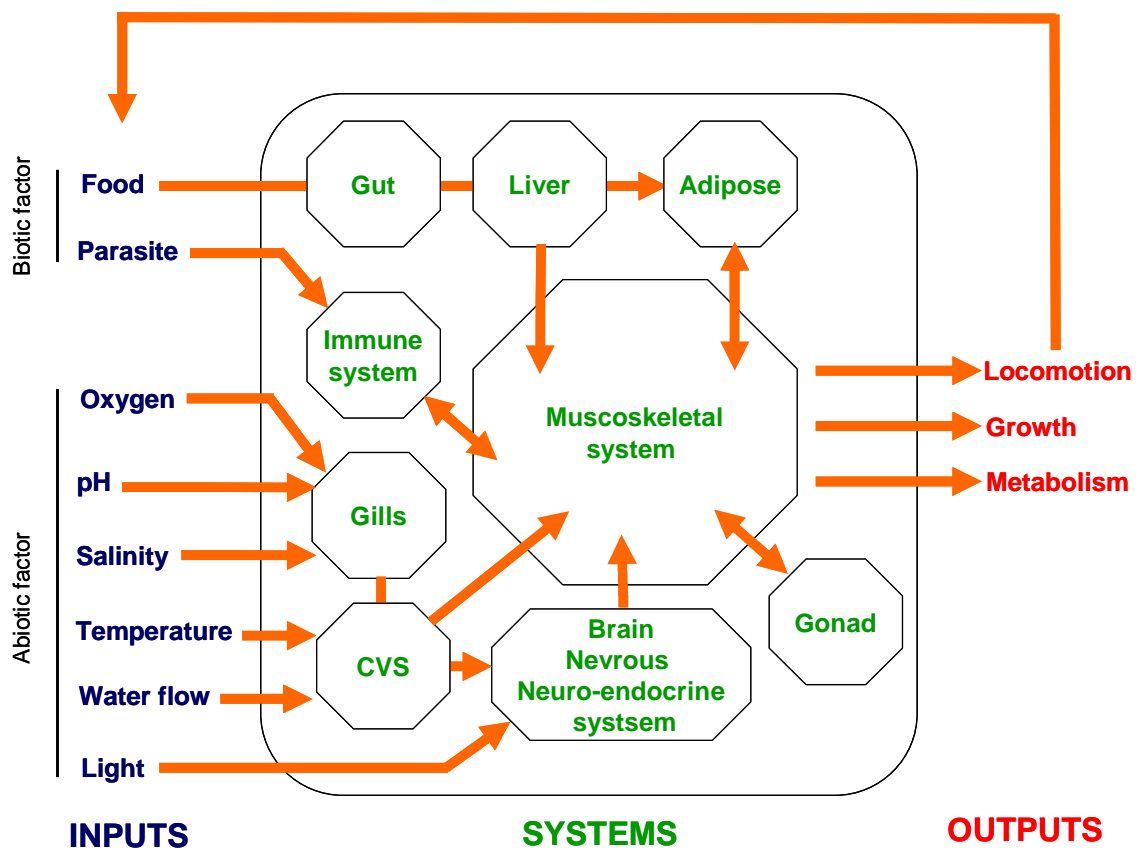 Biotic factor
Food
Parasite
Abiotic factor
Oxygen
pH
Salinity
Temperature
Water flow
Light
Gut
Liver
Adipose
Immune
system
Gills
CVS
Muscoskeletal
system
Brain
Nevrous
Neuro-endocrine
systsem
Gonad
Locomotion
Growth
Metabolism
INPUTS
SYSTEMS
OUTPUTS